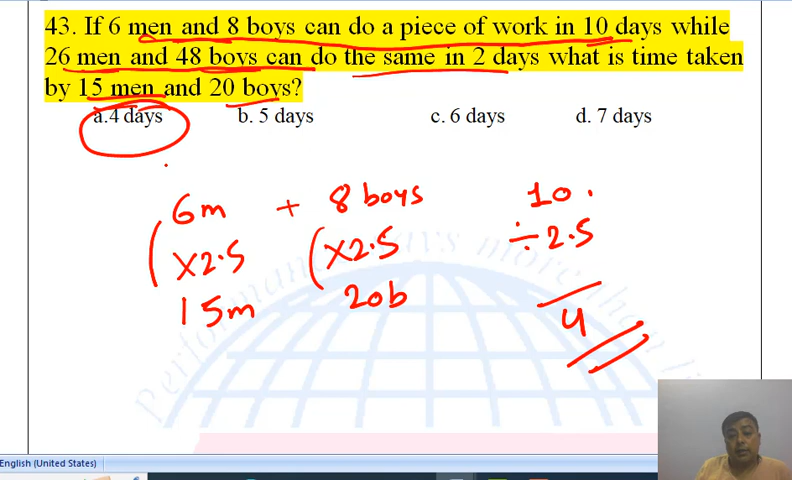 43. If 6 men and 8 boys can do a piece of work in 10 days while
26 men and 48 boys can do the same in 2 days what is time taken
by 15 men and 20 boys?
a.4 days b. 5 days c. 6 days d. 7 days
6m + 8 boys 10
×2.5 ×2.5 ÷2.5
15m 20b 4
English (United States)